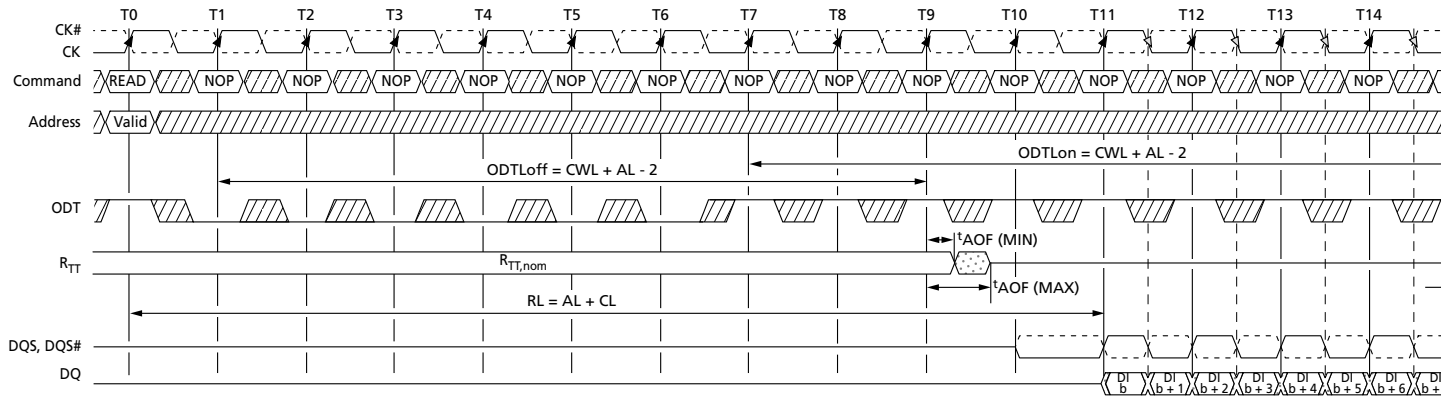 T0 T1 T2 T3 T4 T5 T6 T7 T8 T9 T10 T11 T12 T13 T14
CK#
CK
Command READ NOP NOP NOP NOP NOP NOP NOP NOP NOP NOP NOP NOP NOP NOP
Address Valid
ODTLoff = CWL + AL - 2
ODTLon = CWL + AL - 2
ODT
tAOF (MIN)
RTT RTT,nom
tAOF (MAX)
RL = AL + CL
DQS, DQS#
DQ
DI b DI b + 1 DI b + 2 DI b + 3 DI b + 4 DI b + 5 DI b + 6 DI b +